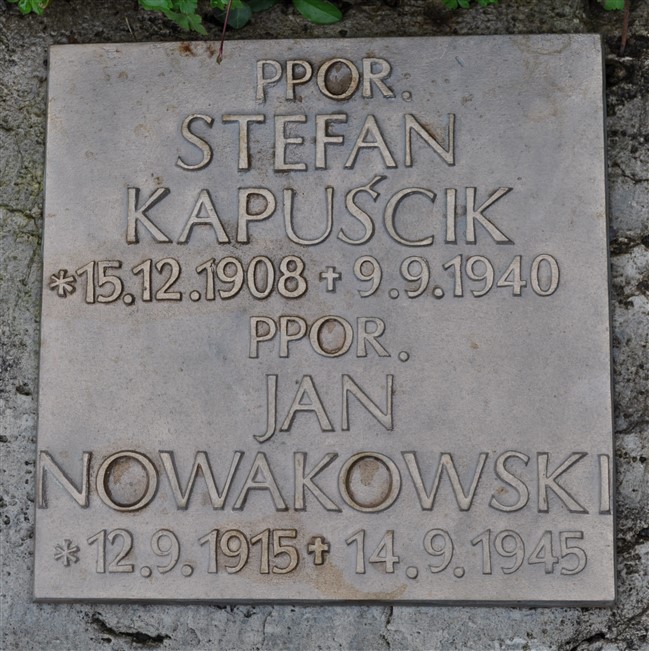 PPOR.
STEFAN
KAPUŚCIK
*15.12.1908 + 9.9.1940
PPOR.
JAN
NOWAKOWSKI
*12.9.1915 + 14.9.1945